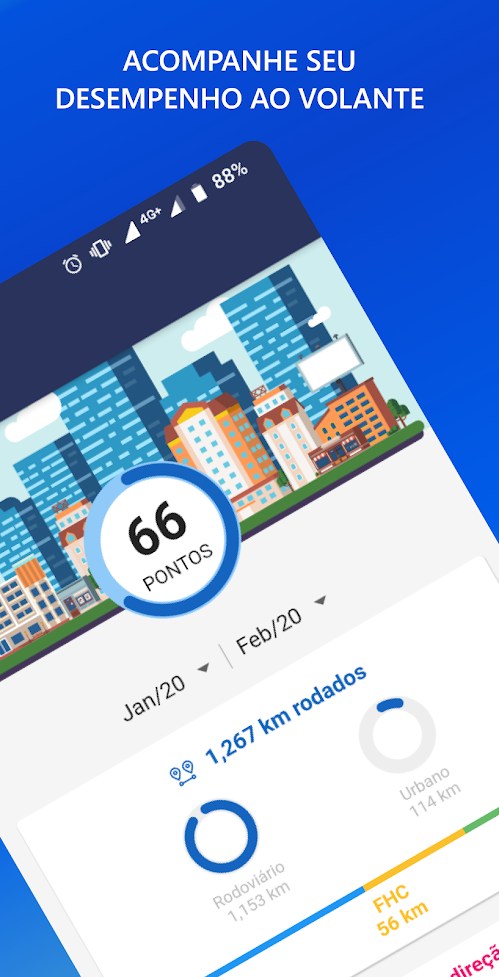 ACOMPANHE SEU
DESEMPENHO AO VOLANTE
4G+ 88%
66
PONTOS
Jan/20 Feb/20
1,267 km rodados
Rodoviário
1,153 km
Urbano
114 km
FHC
56 km
direçã